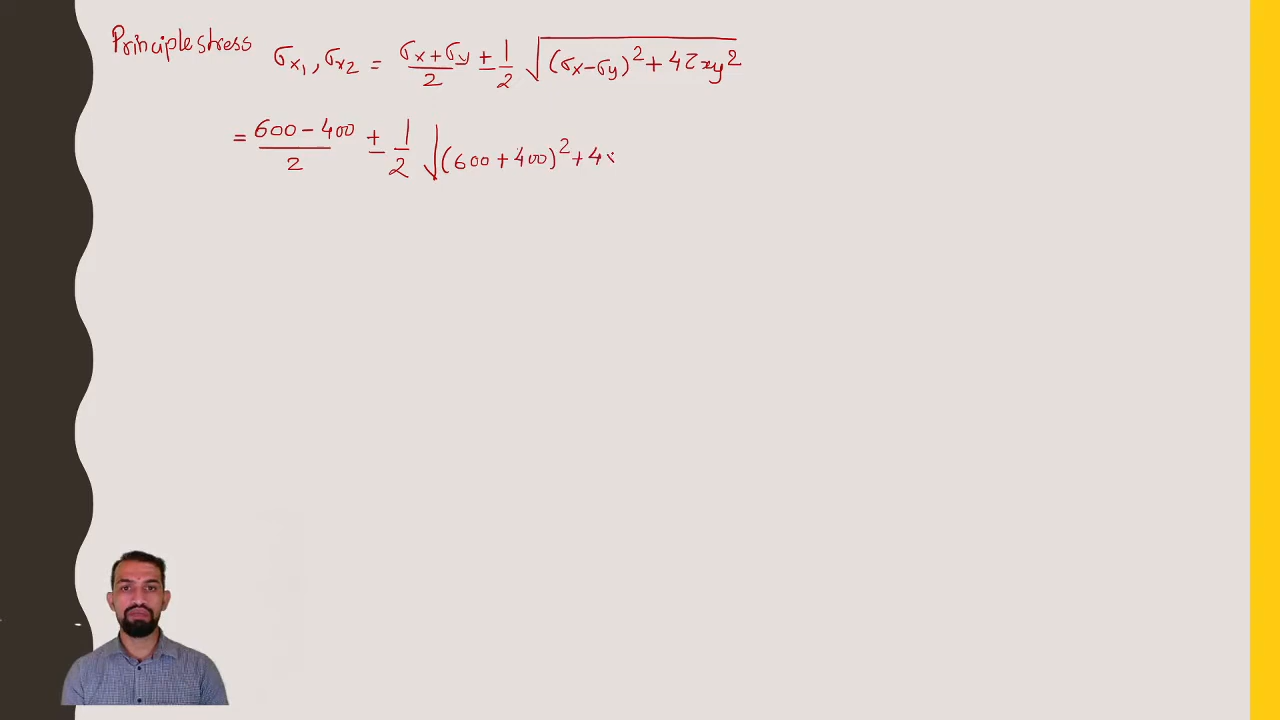 Principle stress σx₁, σx₂ = σx+σy/2 ± 1/2 √(σx-σy)² + 4τxy²
= 600-400/2 ± 1/2 √(600+400)² + 4×